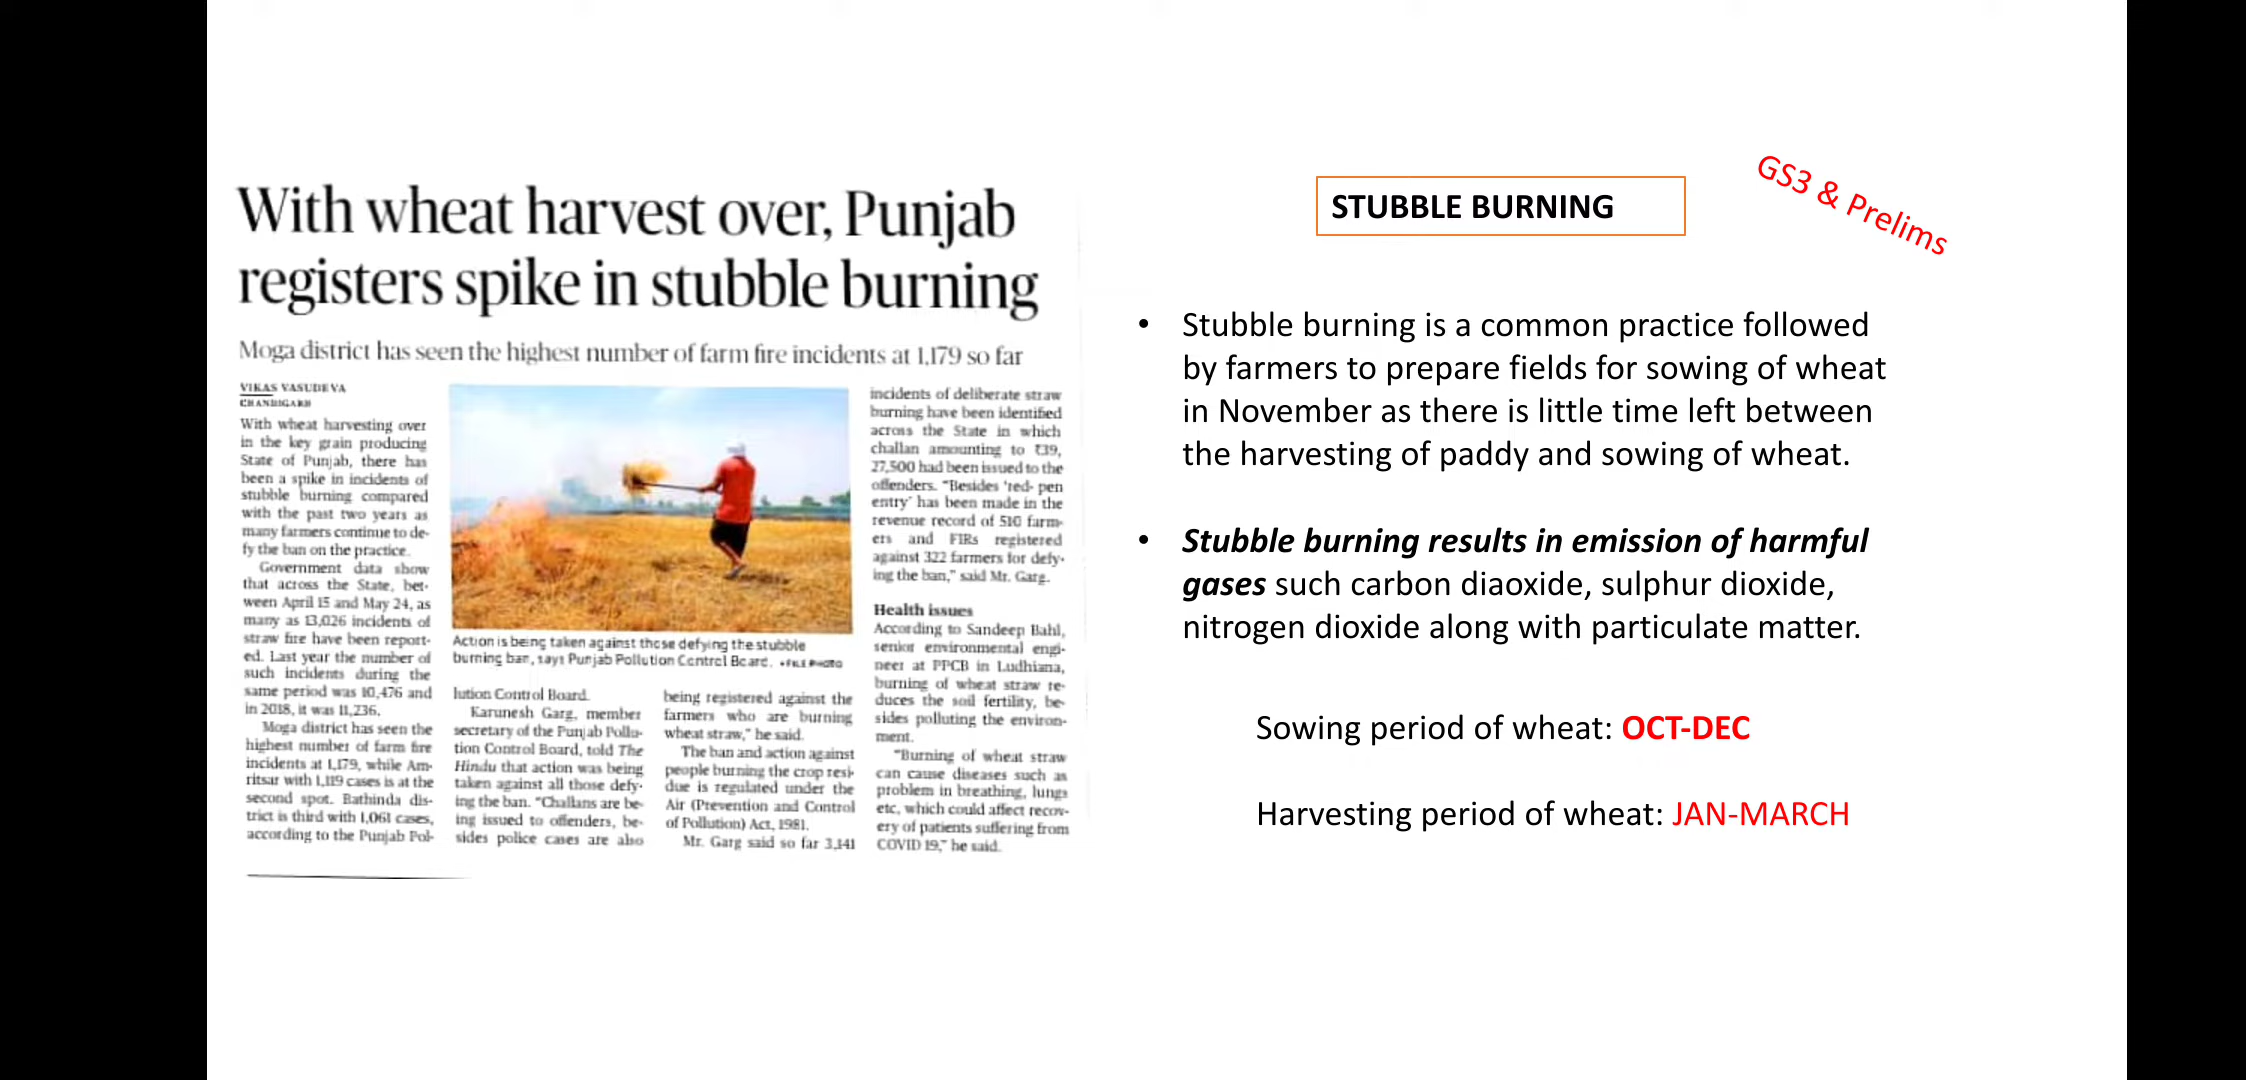 With wheat harvest over, Punjab
registers spike in stubble burning
Moga district has seen the highest number of farm fire incidents at 1,179 so far
VIKAS VASUDEVA
CHANDIGARH
With wheat harvesting over
in the key grain producing
State of Punjab, there has
been a spike in incidents of
stubble burning compared
with the past two years as
many farmers continue to de-
fy the ban on the practice.
Government data show
that across the State, bet-
ween April 15 and May 24, as
many as 13,026 incidents of
straw fire have been report-
ed. Last year the number of
such incidents during the
same period was 10,476 and
in 2018, it was 11,236.
Moga district has seen the
highest number of farm fire
incidents at 1,179, while Am-
ritsar with 1,119 cases is at the
second spot. Bathinda dis-
trict is third with 1,061 cases,
according to the Punjab Pol-
Action is being taken against those defying the stubble
burning ban, says Punjab Pollution Control Board. •FILE PHOTO
lution Control Board.
Karunesh Garg, member
secretary of the Punjab Pollu-
tion Control Board, told The
Hindu that action was being
taken against all those defy-
ing the ban. “Challans are be-
ing issued to offenders, be-
sides police cases are also
being registered against the
farmers who are burning
wheat straw,” he said.
The ban and action against
people burning the crop resi-
due is regulated under the
Air (Prevention and Control
of Pollution) Act, 1981.
Mr. Garg said so far 3,141
incidents of deliberate straw
burning have been identified
across the State in which
challan amounting to ₹39,
27,500 had been issued to the
offenders. “Besides ‘red- pen
entry’ has been made in the
revenue record of 510 farm-
ers and FIRs registered
against 322 farmers for defy-
ing the ban,” said Mr. Garg.
Health issues
According to Sandeep Bahl,
senior environmental engi-
neer at PPCB in Ludhiana,
burning of wheat straw re-
duces the soil fertility, be-
sides polluting the environ-
ment.
“Burning of wheat straw
can cause diseases such as
problem in breathing, lungs
etc, which could affect recov-
ery of patients suffering from
COVID 19,” he said.
STUBBLE BURNING
GS3 & Prelims
• Stubble burning is a common practice followed
by farmers to prepare fields for sowing of wheat
in November as there is little time left between
the harvesting of paddy and sowing of wheat.
• Stubble burning results in emission of harmful
gases such carbon diaoxide, sulphur dioxide,
nitrogen dioxide along with particulate matter.
Sowing period of wheat: OCT-DEC
Harvesting period of wheat: JAN-MARCH